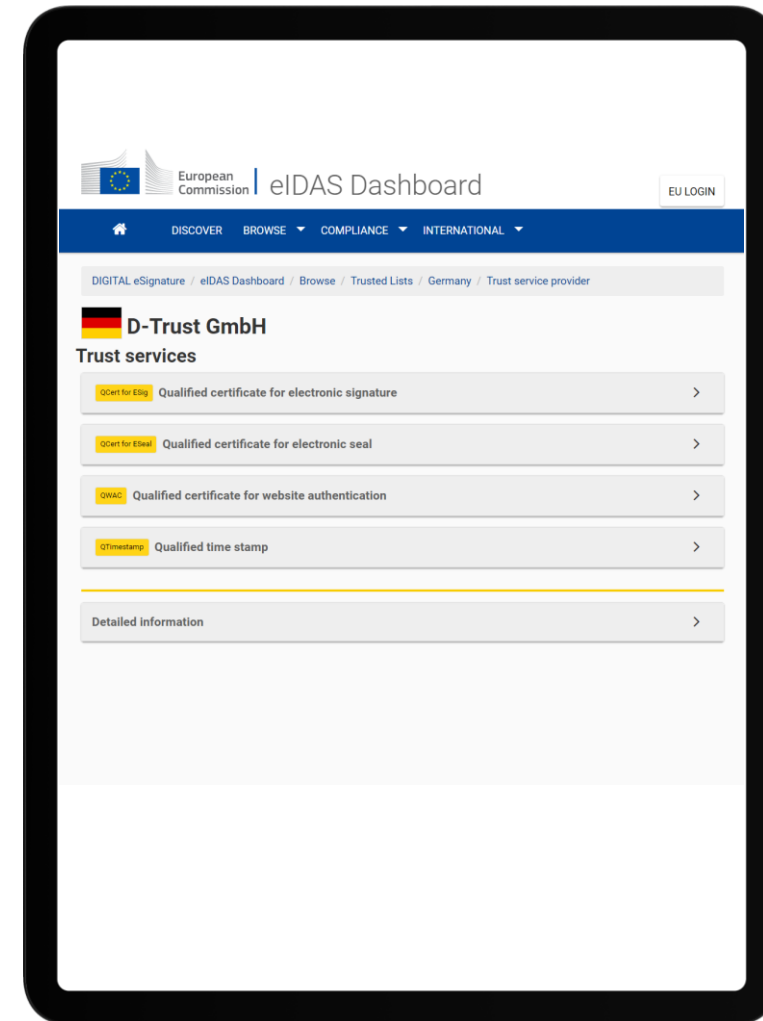 European
Commission
eIDAS Dashboard
EU LOGIN
DISCOVER BROWSE COMPLIANCE INTERNATIONAL
DIGITAL eSignature / eIDAS Dashboard / Browse / Trusted Lists / Germany / Trust service provider
D-Trust GmbH
Trust services
QCert for ESig Qualified certificate for electronic signature
QCert for ESeal Qualified certificate for electronic seal
QWAC Qualified certificate for website authentication
QTimestamp Qualified time stamp
Detailed information